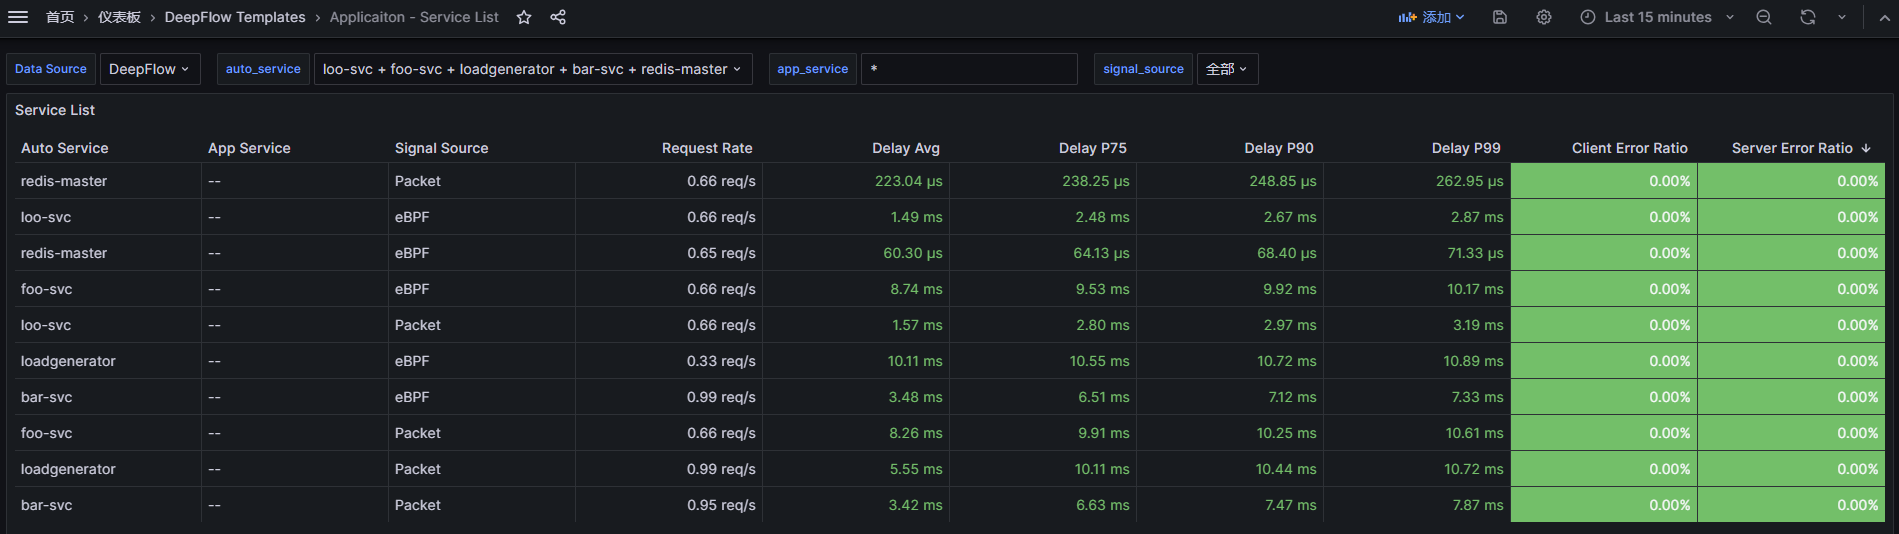 首页 › 仪表板 › DeepFlow Templates › Applicaiton - Service List 添加 Last 15 minutes
Data Source DeepFlow auto_service loo-svc + foo-svc + loadgenerator + bar-svc + redis-master app_service * signal_source 全部
Service List
Auto Service App Service Signal Source Request Rate Delay Avg Delay P75 Delay P90 Delay P99 Client Error Ratio Server Error Ratio ↓
redis-master -- Packet 0.66 req/s 223.04 µs 238.25 µs 248.85 µs 262.95 µs 0.00% 0.00%
loo-svc -- eBPF 0.66 req/s 1.49 ms 2.48 ms 2.67 ms 2.87 ms 0.00% 0.00%
redis-master -- eBPF 0.65 req/s 60.30 µs 64.13 µs 68.40 µs 71.33 µs 0.00% 0.00%
foo-svc -- eBPF 0.66 req/s 8.74 ms 9.53 ms 9.92 ms 10.17 ms 0.00% 0.00%
loo-svc -- Packet 0.66 req/s 1.57 ms 2.80 ms 2.97 ms 3.19 ms 0.00% 0.00%
loadgenerator -- eBPF 0.33 req/s 10.11 ms 10.55 ms 10.72 ms 10.89 ms 0.00% 0.00%
bar-svc -- eBPF 0.99 req/s 3.48 ms 6.51 ms 7.12 ms 7.33 ms 0.00% 0.00%
foo-svc -- Packet 0.66 req/s 8.26 ms 9.91 ms 10.25 ms 10.61 ms 0.00% 0.00%
loadgenerator -- Packet 0.99 req/s 5.55 ms 10.11 ms 10.44 ms 10.72 ms 0.00% 0.00%
bar-svc -- Packet 0.95 req/s 3.42 ms 6.63 ms 7.47 ms 7.87 ms 0.00% 0.00%